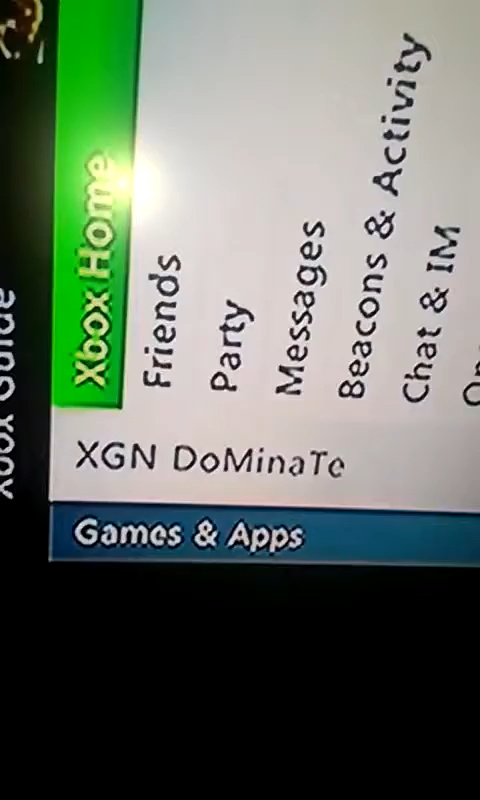 Xbox Guide
Games & Apps
XGN DoMinaTe
Xbox Home
Friends
Party
Messages
Beacons & Activity
Chat & IM